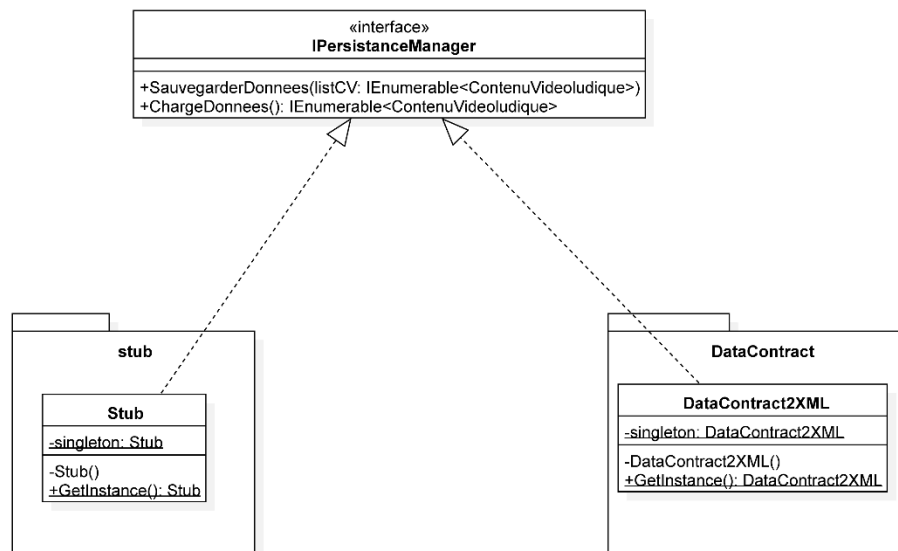 «interface»
IPersistanceManager
+SauvegarderDonnees(listCV: IEnumerable<ContenuVideoludique>)
+ChargeDonnees(): IEnumerable<ContenuVideoludique>
stub
Stub
-singleton: Stub
-Stub()
+GetInstance(): Stub
DataContract
DataContract2XML
-singleton: DataContract2XML
-DataContract2XML()
+GetInstance(): DataContract2XML